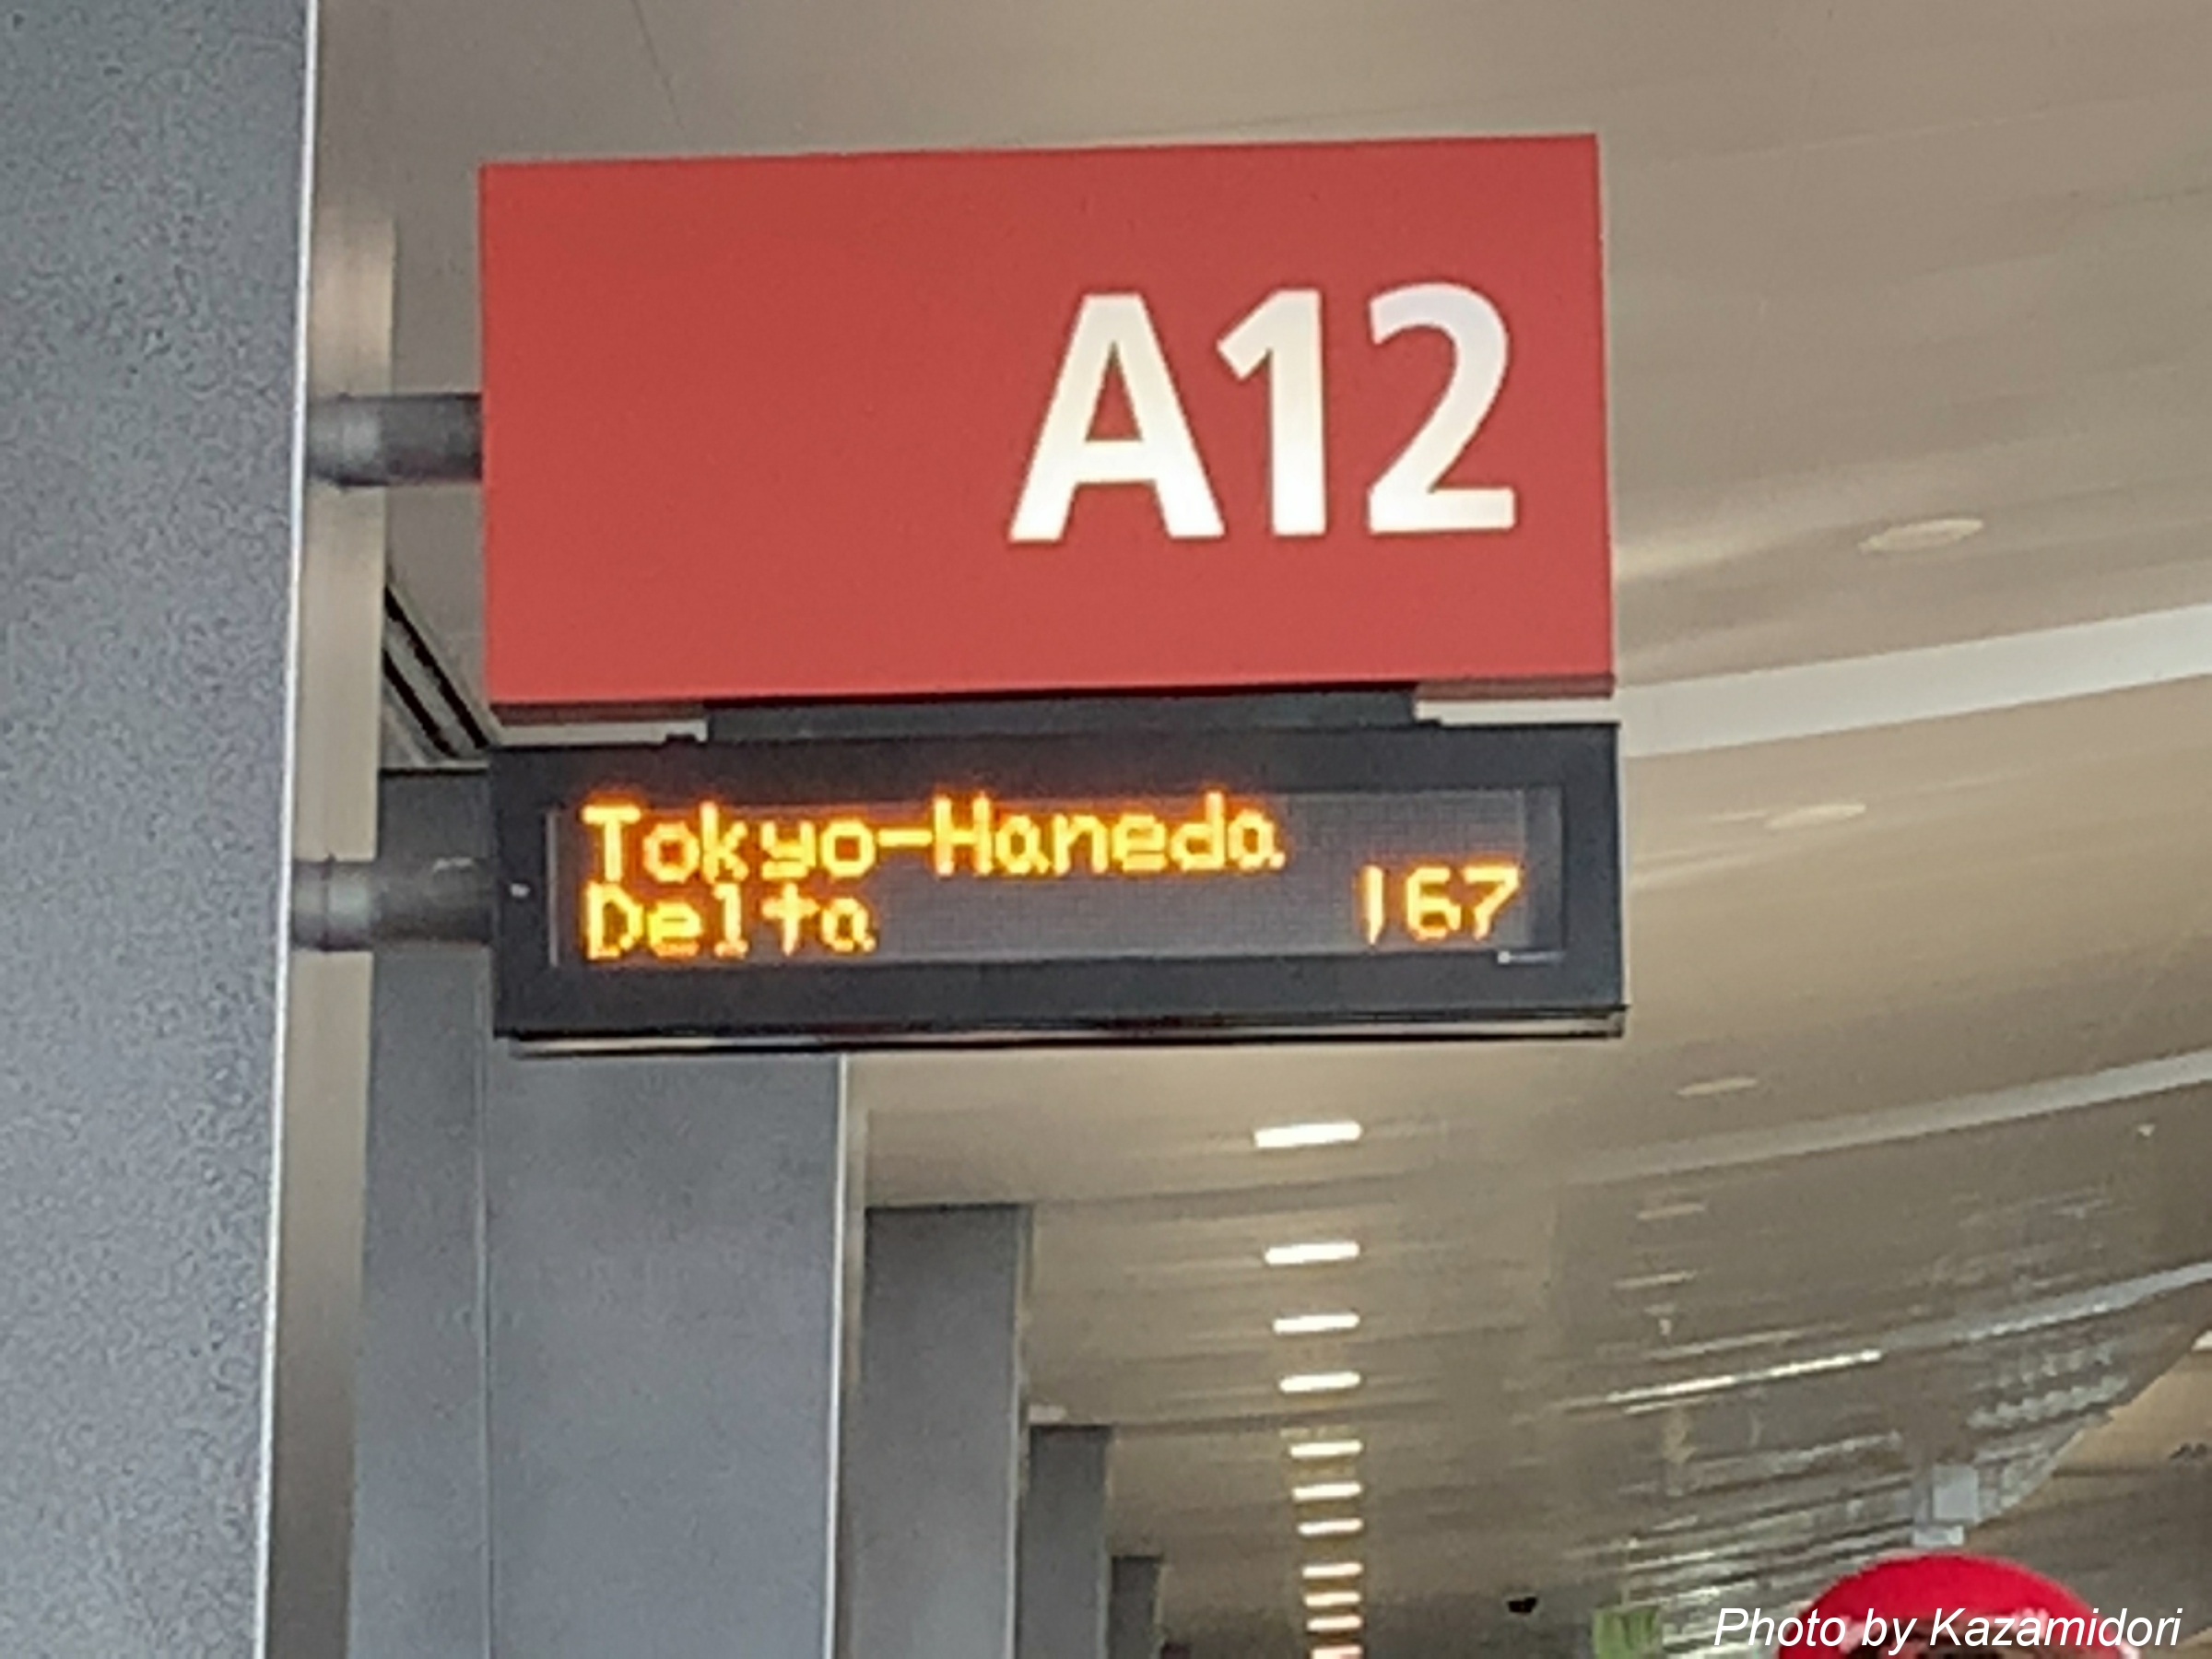 A12
Tokyo-Haneda
Delta 167
Photo by Kazamidori